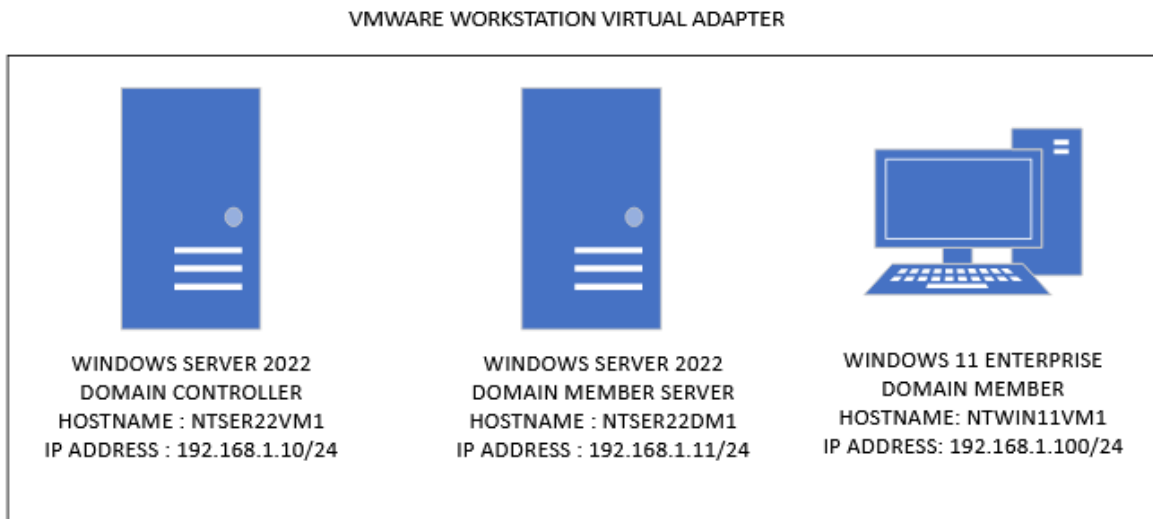 VMWARE WORKSTATION VIRTUAL ADAPTER
WINDOWS SERVER 2022
DOMAIN CONTROLLER
HOSTNAME : NTSER22VM1
IP ADDRESS : 192.168.1.10/24
WINDOWS SERVER 2022
DOMAIN MEMBER SERVER
HOSTNAME : NTSER22DM1
IP ADDRESS : 192.168.1.11/24
WINDOWS 11 ENTERPRISE
DOMAIN MEMBER
HOSTNAME: NTWIN11VM1
IP ADDRESS: 192.168.1.100/24